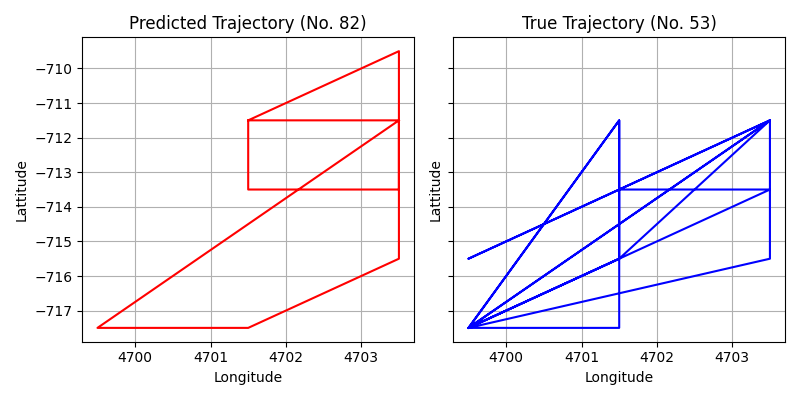 Predicted Trajectory (No. 82)
True Trajectory (No. 53)
−710
−711
−712
−713
−714
−715
−716
−717
Lattitude
Lattitude
4700 4701 4702 4703
4700 4701 4702 4703
Longitude
Longitude